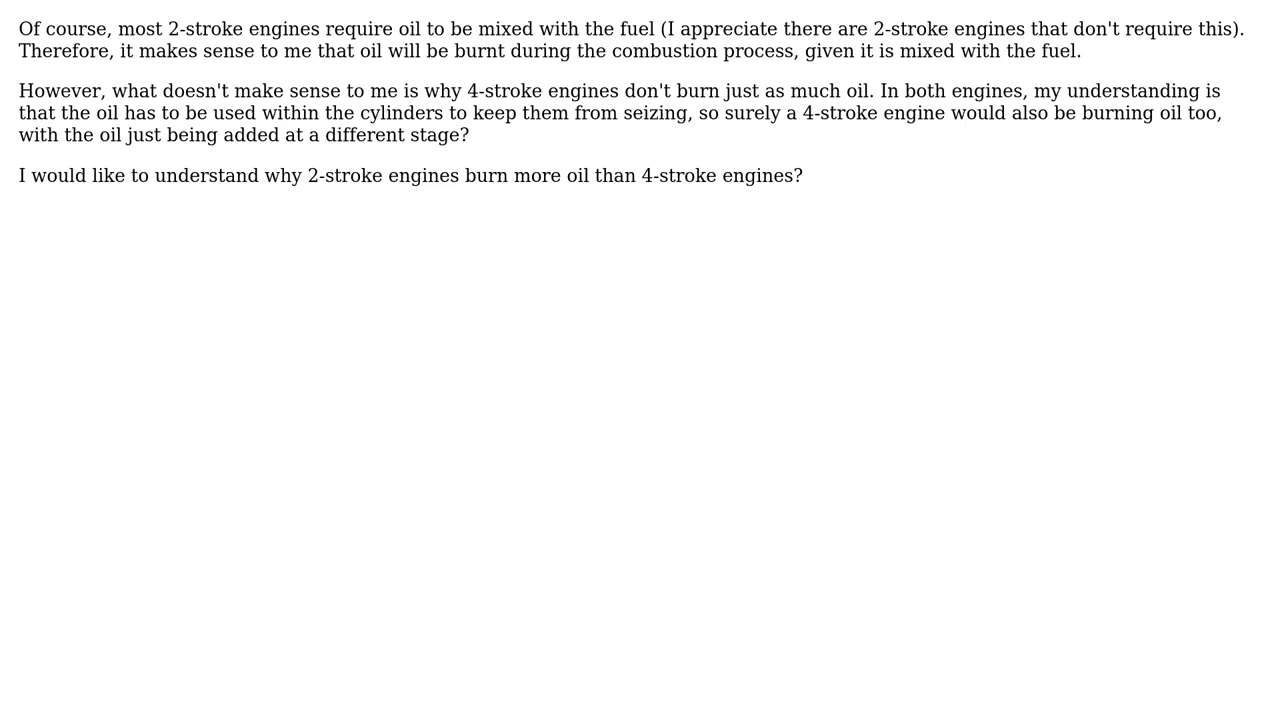 Of course, most 2-stroke engines require oil to be mixed with the fuel (I appreciate there are 2-stroke engines that don't require this).
Therefore, it makes sense to me that oil will be burnt during the combustion process, given it is mixed with the fuel.
However, what doesn't make sense to me is why 4-stroke engines don't burn just as much oil. In both engines, my understanding is
that the oil has to be used within the cylinders to keep them from seizing, so surely a 4-stroke engine would also be burning oil too,
with the oil just being added at a different stage?
I would like to understand why 2-stroke engines burn more oil than 4-stroke engines?